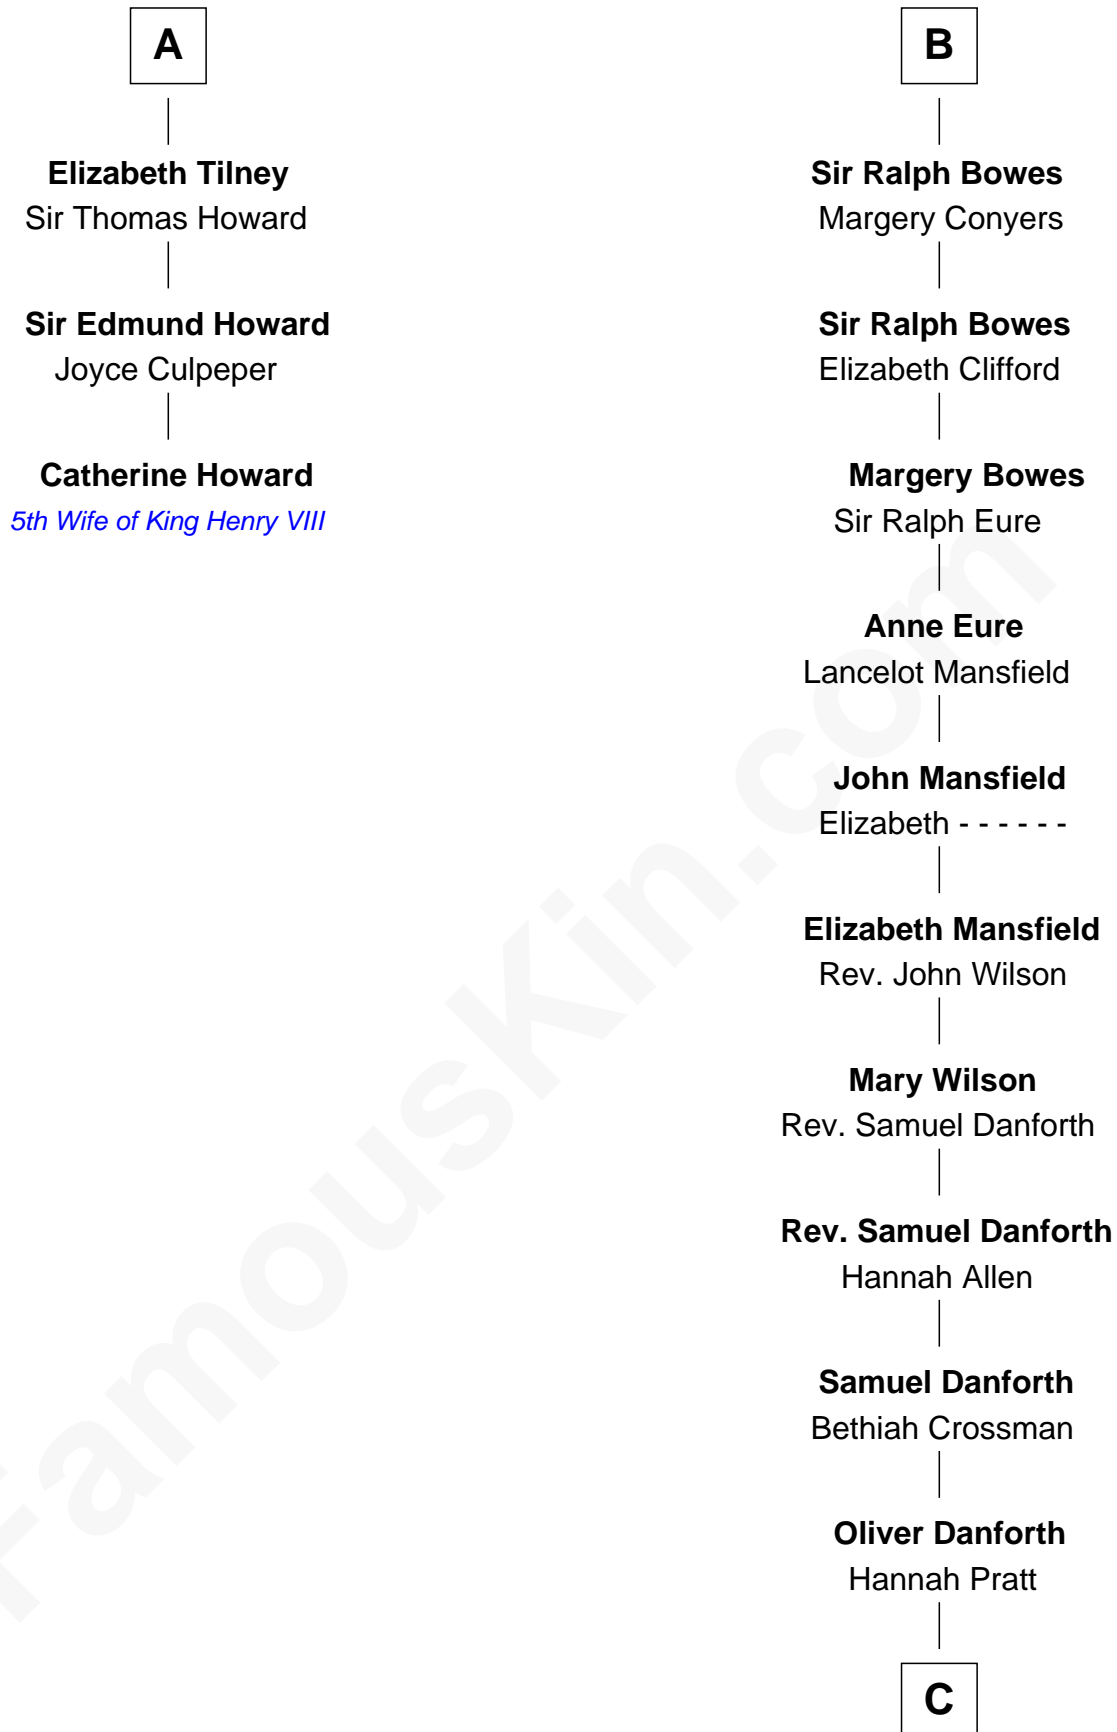 A
Elizabeth Tilney
Sir Thomas Howard
Sir Edmund Howard
Joyce Culpeper
Catherine Howard
5th Wife of King Henry VIII
B
Sir Ralph Bowes
Margery Conyers
Sir Ralph Bowes
Elizabeth Clifford
Margery Bowes
Sir Ralph Eure
Anne Eure
Lancelot Mansfield
John Mansfield
Elizabeth - - - - - -
Elizabeth Mansfield
Rev. John Wilson
Mary Wilson
Rev. Samuel Danforth
Rev. Samuel Danforth
Hannah Allen
Samuel Danforth
Bethiah Crossman
Oliver Danforth
Hannah Pratt
C
FamousKin.com